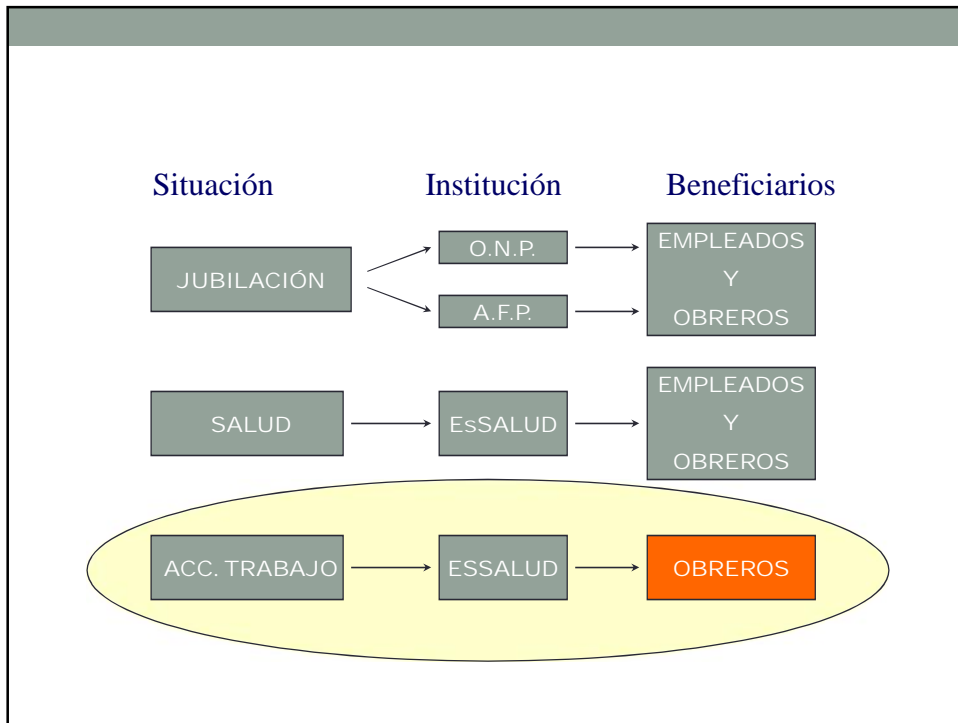 Situación
Institución
Beneficiarios
JUBILACIÓN
O.N.P.
A.F.P.
EMPLEADOS
Y
OBREROS
SALUD
EsSALUD
EMPLEADOS
Y
OBREROS
ACC. TRABAJO
ESSALUD
OBREROS